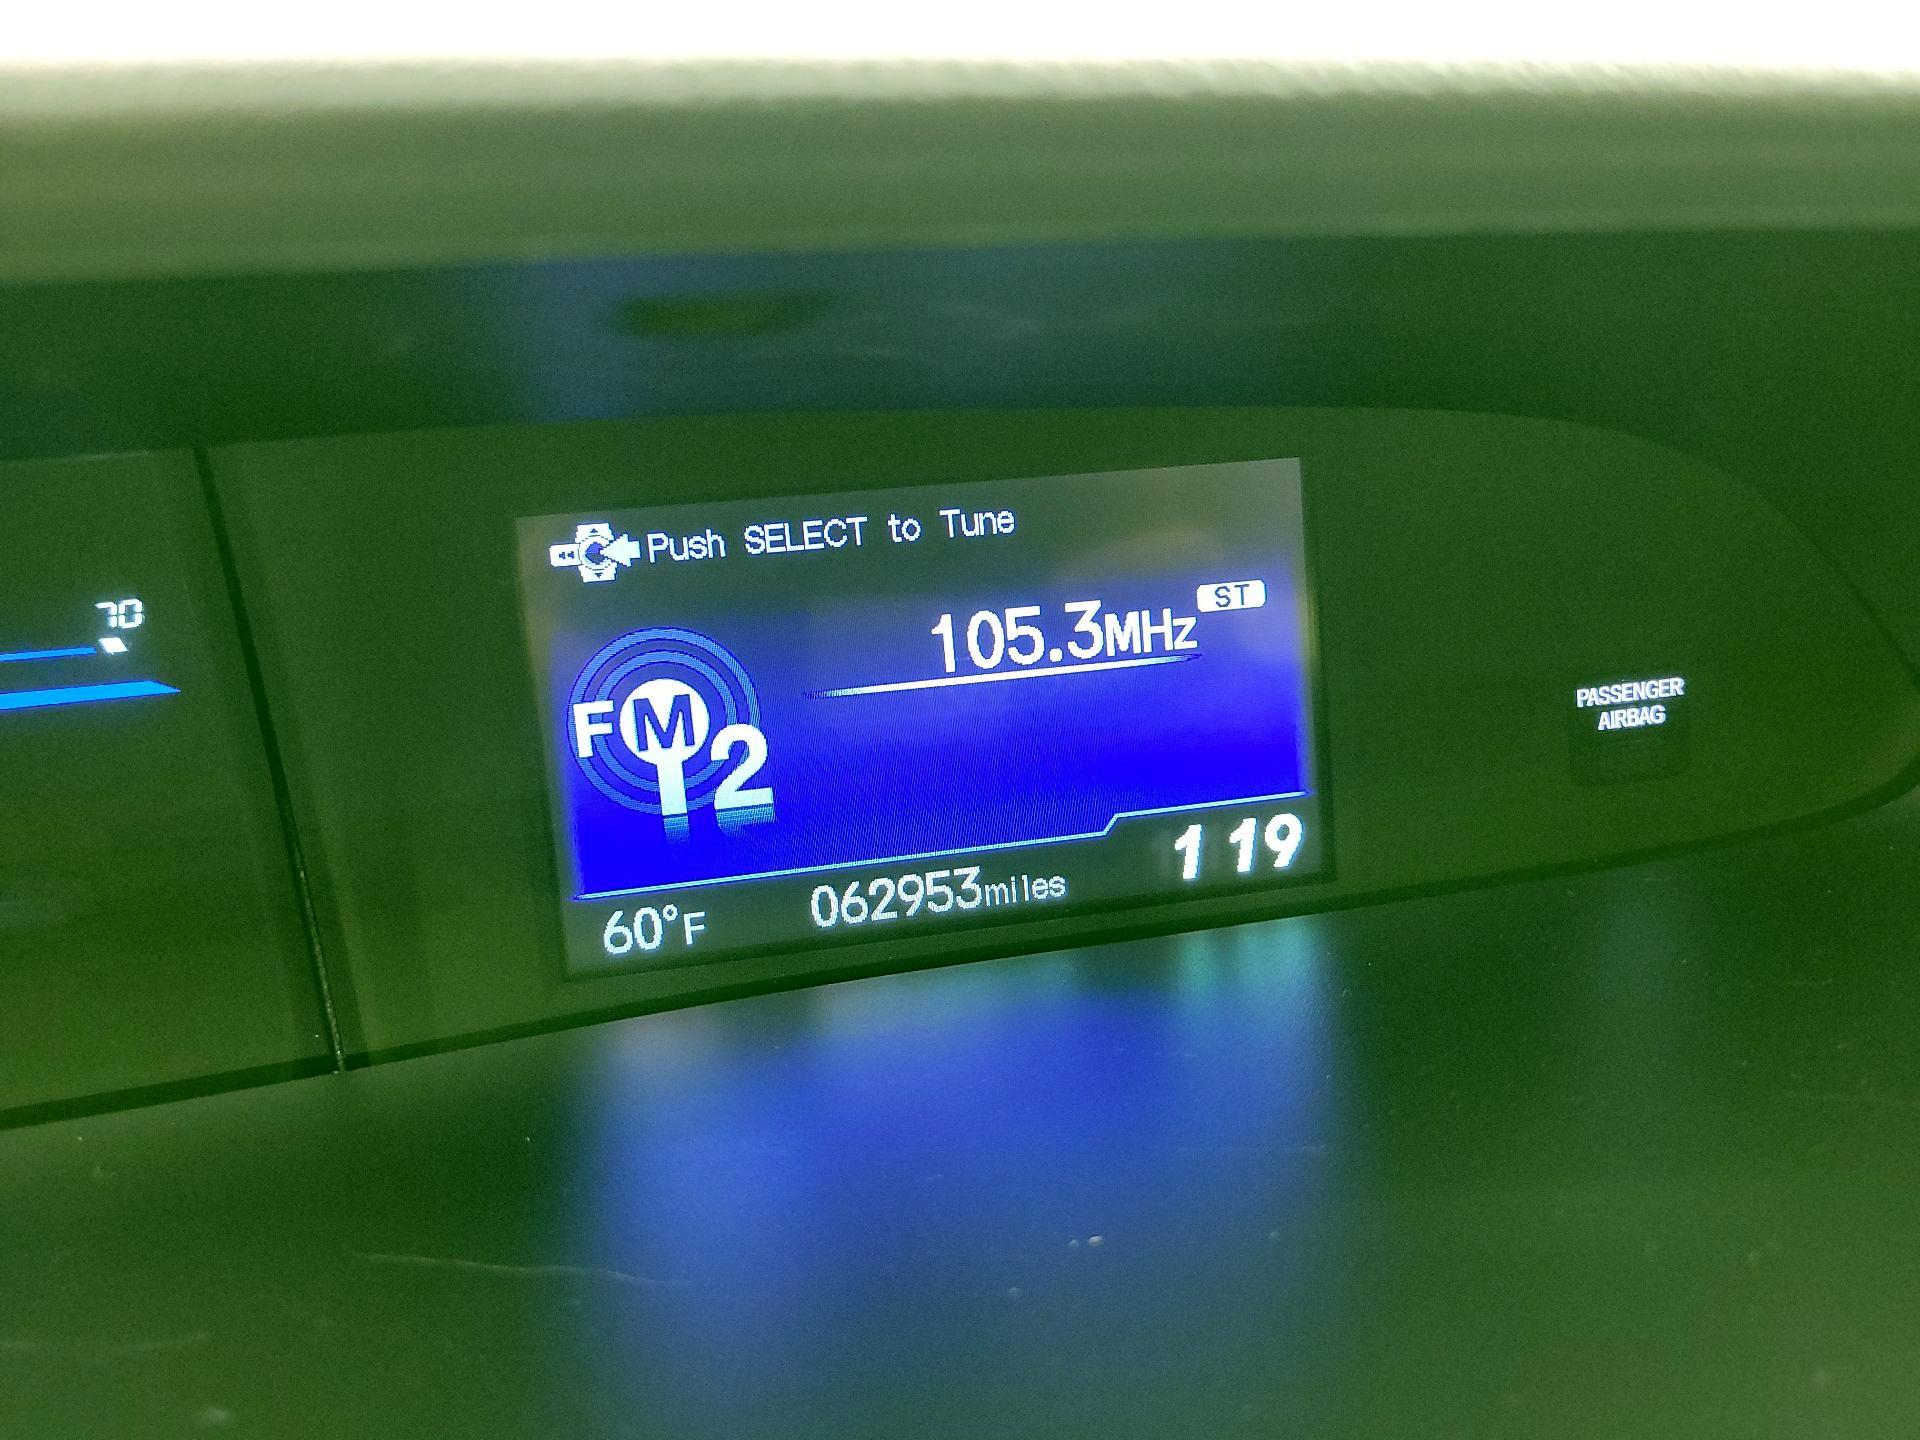 Push SELECT to Tune
105.3MHz ST
FM 2
70
PASSENGER
AIRBAG
60°F 062953miles 1 19